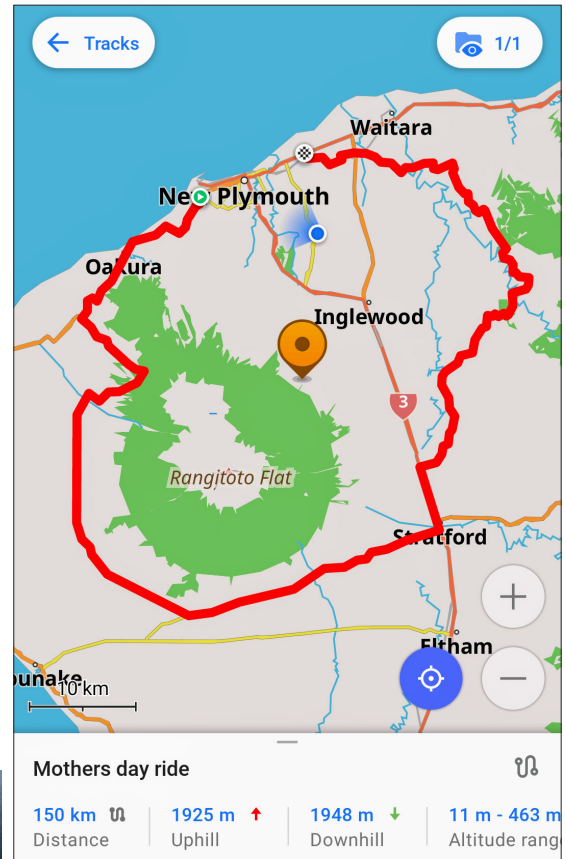 Tracks
1/1
Waitara
New Plymouth
Oakura
Inglewood
3
Rangitoto Flat
Stratford
Eltham
ounake
10 km
Mothers day ride
150 km
1925 m
1948 m
11 m - 463 m
Distance
Uphill
Downhill
Altitude rang